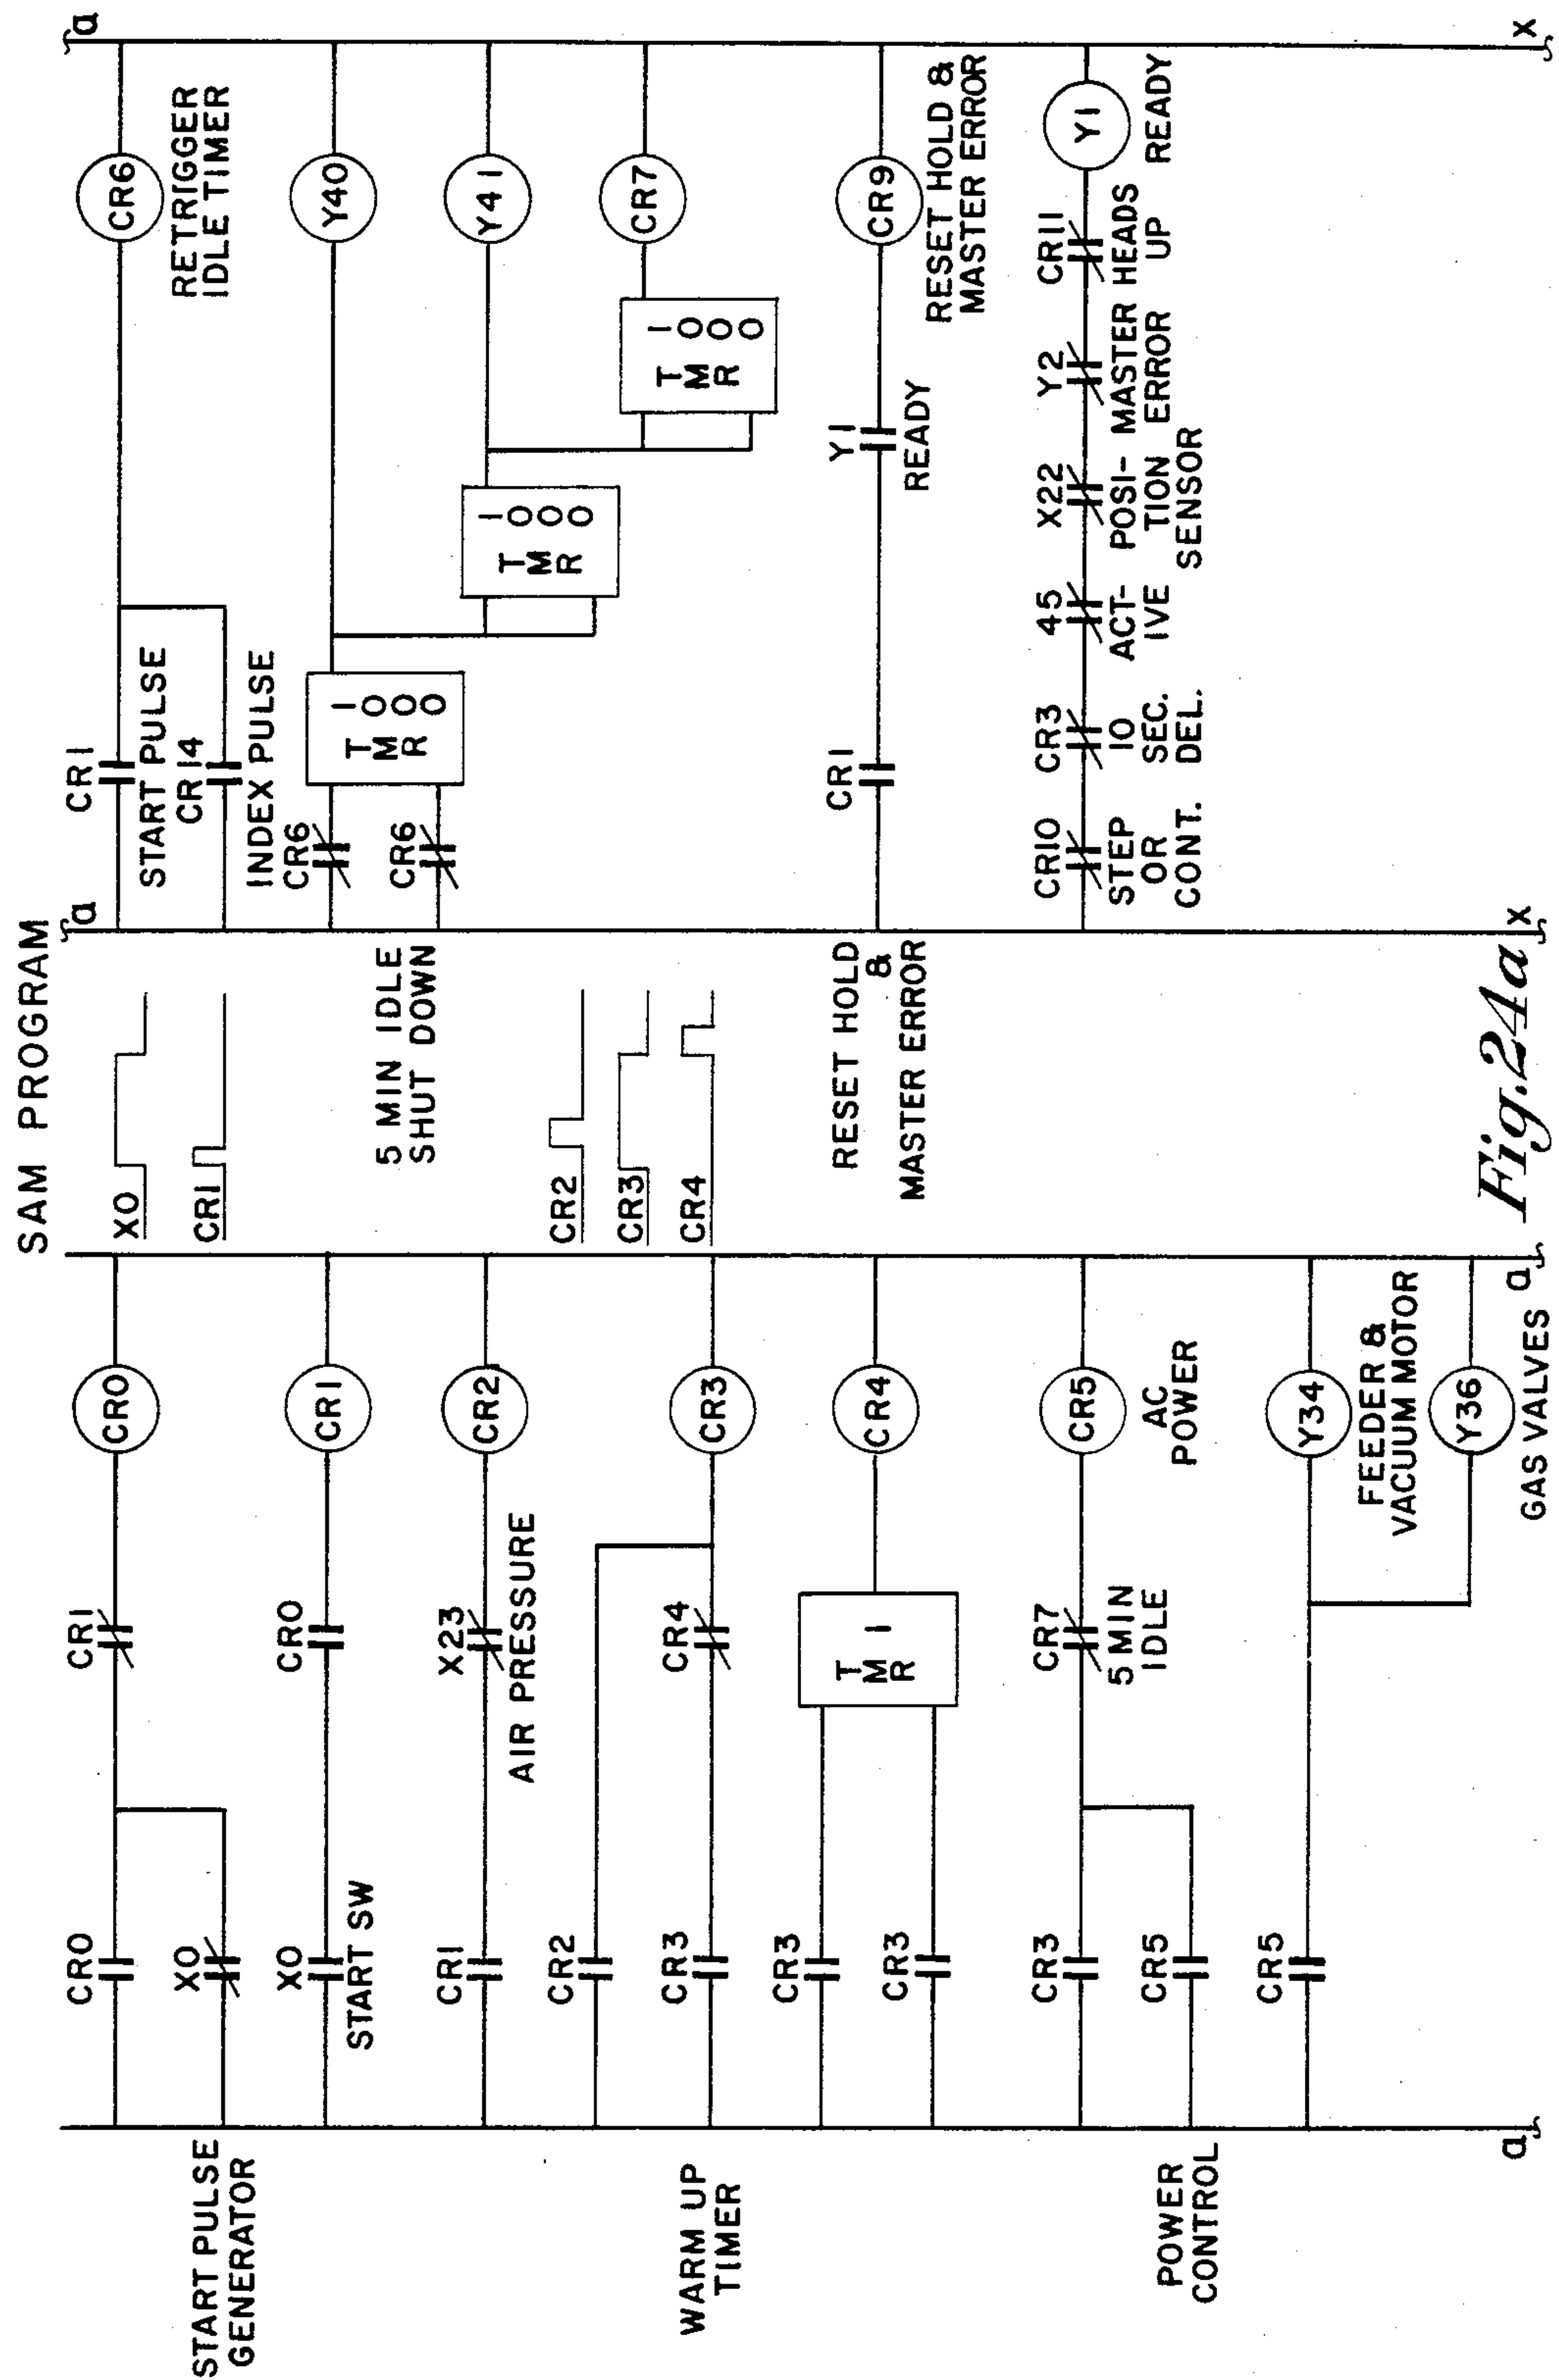 SAM PROGRAM
START PULSE
GENERATOR
CR0
CR1
CR0
X0
X0
CR0
CR1
START SW
CR1
X23
CR2
AIR PRESSURE
WARM UP
TIMER
CR2
CR3
CR4
CR3
CR3
TMR
1
CR4
CR3
POWER
CONTROL
CR3
CR7
CR5
5 MIN
IDLE
AC
POWER
CR5
CR5
Y34
FEEDER &
VACUUM MOTOR
Y36
GAS VALVES
a
a
X0
CR1
5 MIN IDLE
SHUT DOWN
CR2
CR3
CR4
RESET HOLD
&
MASTER ERROR
a
a
CR1
CR6
START PULSE
RETRIGGER
IDLE TIMER
CR14
INDEX PULSE
CR6
TMR
1000
Y40
CR6
TMR
1000
Y41
TMR
1000
CR7
CR1
Y1
CR9
READY
RESET HOLD &
MASTER ERROR
CR10
CR3
45
X22
Y2
CR11
Y1
STEP
OR
CONT.
10
SEC.
DEL.
ACT-
IVE
POSI-
TION
SENSOR
MASTER
ERROR
HEADS
UP
READY
x
x
Fig. 24a